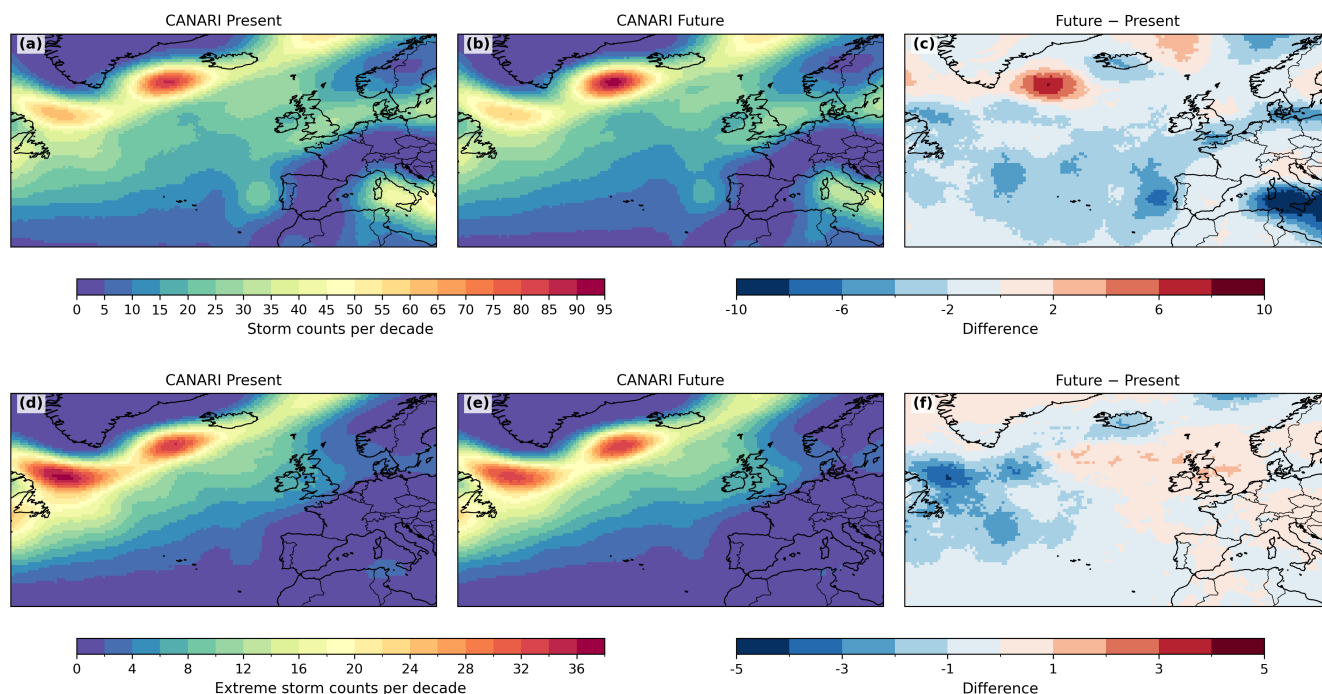 CANARI Present CANARI Future Future − Present
(a) (b) (c)
0 5 10 15 20 25 30 35 40 45 50 55 60 65 70 75 80 85 90 95
Storm counts per decade
-10 -6 -2 2 6 10
Difference
CANARI Present CANARI Future Future − Present
(d) (e) (f)
0 4 8 12 16 20 24 28 32 36
Extreme storm counts per decade
-5 -3 -1 1 3 5
Difference